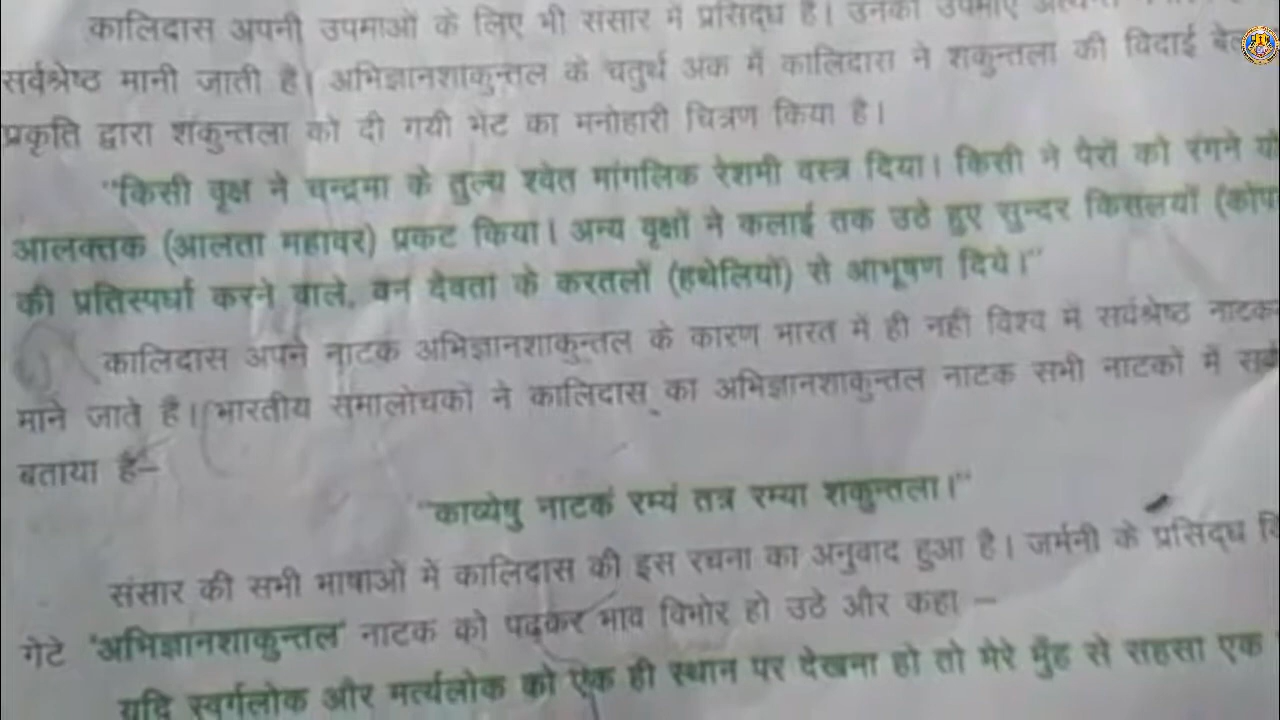 कालिदास अपनी उपमाओं के लिए भी संसार में प्रसिद्ध है। उनकी उपमाएँ
सर्वश्रेष्ठ मानी जाती है। अभिज्ञानशाकुन्तल के चतुर्थ अंक में कालिदास ने शकुन्तला की विदाई
प्रकृति द्वारा शकुन्तला को दी गयी भेंट का मनोहारी चित्रण किया है।
"किसी वृक्ष ने चन्द्रमा के तुल्य श्वेत मांगलिक रेशमी वस्त्र दिया। किसी ने पैरों को रंगने
आलक्तक (आलता महावर) प्रकट किया। अन्य वृक्षों ने कलाई तक उठे हुए सुन्दर किसलयों
की प्रतिस्पर्धा करने वाले, वन देवता के करतलों (हथेलियों) से आभूषण दिये।"
कालिदास अपने नाटक अभिज्ञानशाकुन्तल के कारण भारत में ही नहीं विश्व में सर्वश्रेष्ठ
माने जाते है। भारतीय समालोचकों ने कालिदास का अभिज्ञानशाकुन्तल नाटक सभी नाटकों में
बताया है–
"काव्येषु नाटकं रम्यं तत्र रम्या शकुन्तला।"
संसार की सभी भाषाओं में कालिदास की इस रचना का अनुवाद हुआ है। जर्मनी के प्रसिद्ध
गेटे 'अभिज्ञानशाकुन्तल' नाटक को पढ़कर भाव विभोर हो उठे और कहा –
यदि स्वर्गलोक और मर्त्यलोक को एक ही स्थान पर देखना हो तो मेरे मुँह से सहसा एक